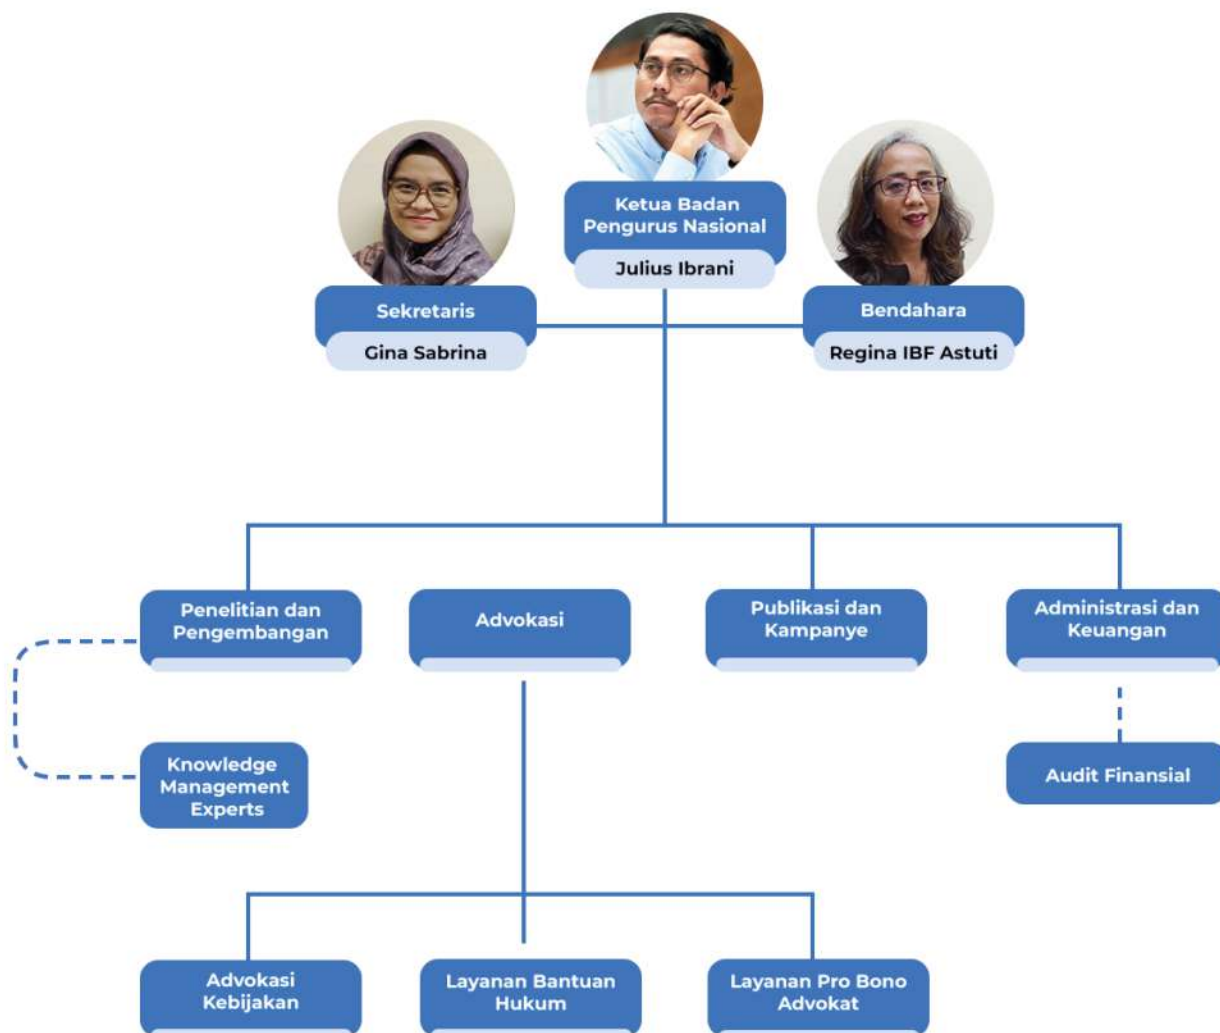 Ketua Badan
Pengurus Nasional
Julius Ibrani
Sekretaris
Gina Sabrina
Bendahara
Regina IBF Astuti
Penelitian dan
Pengembangan
Advokasi
Publikasi dan
Kampanye
Administrasi dan
Keuangan
Knowledge
Management
Experts
Audit Finansial
Advokasi
Kebijakan
Layanan Bantuan
Hukum
Layanan Pro Bono
Advokat